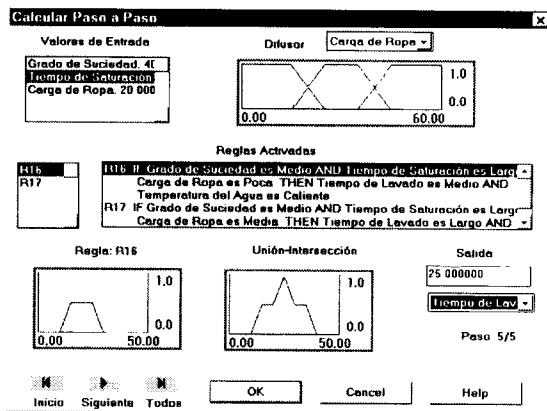 Calcular Paso a Paso
Valores de Entrada
Difusor
Carga de Ropa
Grado de Suciedad. 40
Tiempo de Saturación
Carga de Ropa. 20 000
1.0
0.0
0.00
60.00
Reglas Activadas
R16
R17
R16 IF Grado de Suciedad es Medio AND Tiempo de Saturación es Larg
Carga de Ropa es Poca THEN Tiempo de Lavado es Medio AND
Temperatura del Agua es Caliente
R17 IF Grado de Suciedad es Medio AND Tiempo de Saturación es Larg
Carga de Ropa es Media THEN Tiempo de Lavado es Largo AND
Regla: R16
Unión-Intersección
Salida
1.0
0.0
0.00
50.00
1.0
0.0
0.00
50.00
25 000000
Tiempo de Lav
Paso 5/5
Inicio
Siguiente
Todos
OK
Cancel
Help